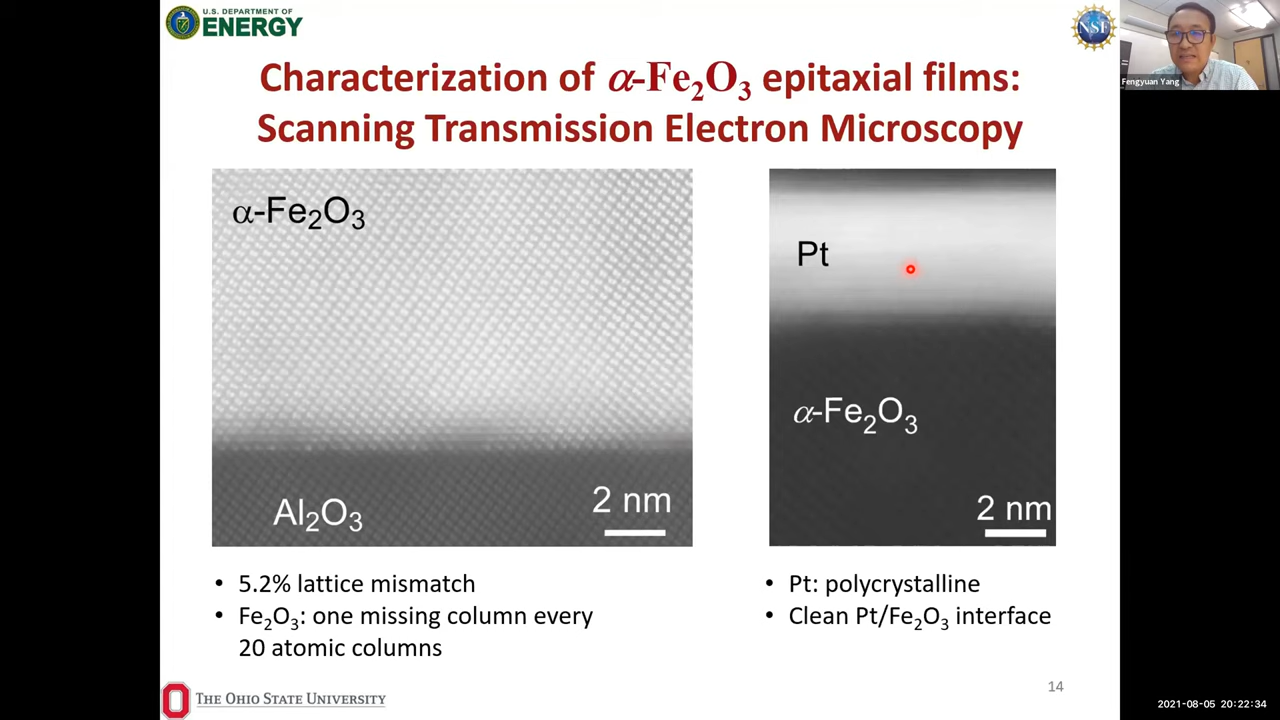 U.S. DEPARTMENT OF
ENERGY
NSF
Fengyuan Yang
Characterization of α-Fe₂O₃ epitaxial films:
Scanning Transmission Electron Microscopy
α-Fe₂O₃
Al₂O₃
2 nm
Pt
α-Fe₂O₃
2 nm
• 5.2% lattice mismatch
• Fe₂O₃: one missing column every
20 atomic columns
• Pt: polycrystalline
• Clean Pt/Fe₂O₃ interface
THE OHIO STATE UNIVERSITY
14
2021-08-05 20:22:34